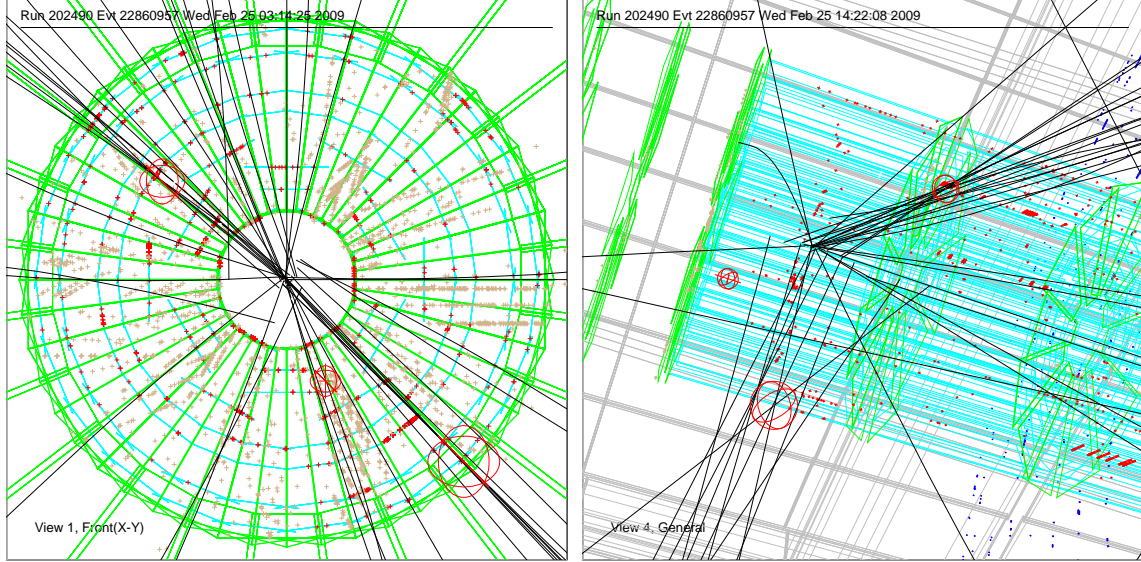 Run 202490 Evt 22860957 Wed Feb 25 03:14:25 2009
View 1, Front(X-Y)
Run 202490 Evt 22860957 Wed Feb 25 14:22:08 2009
View 4, General